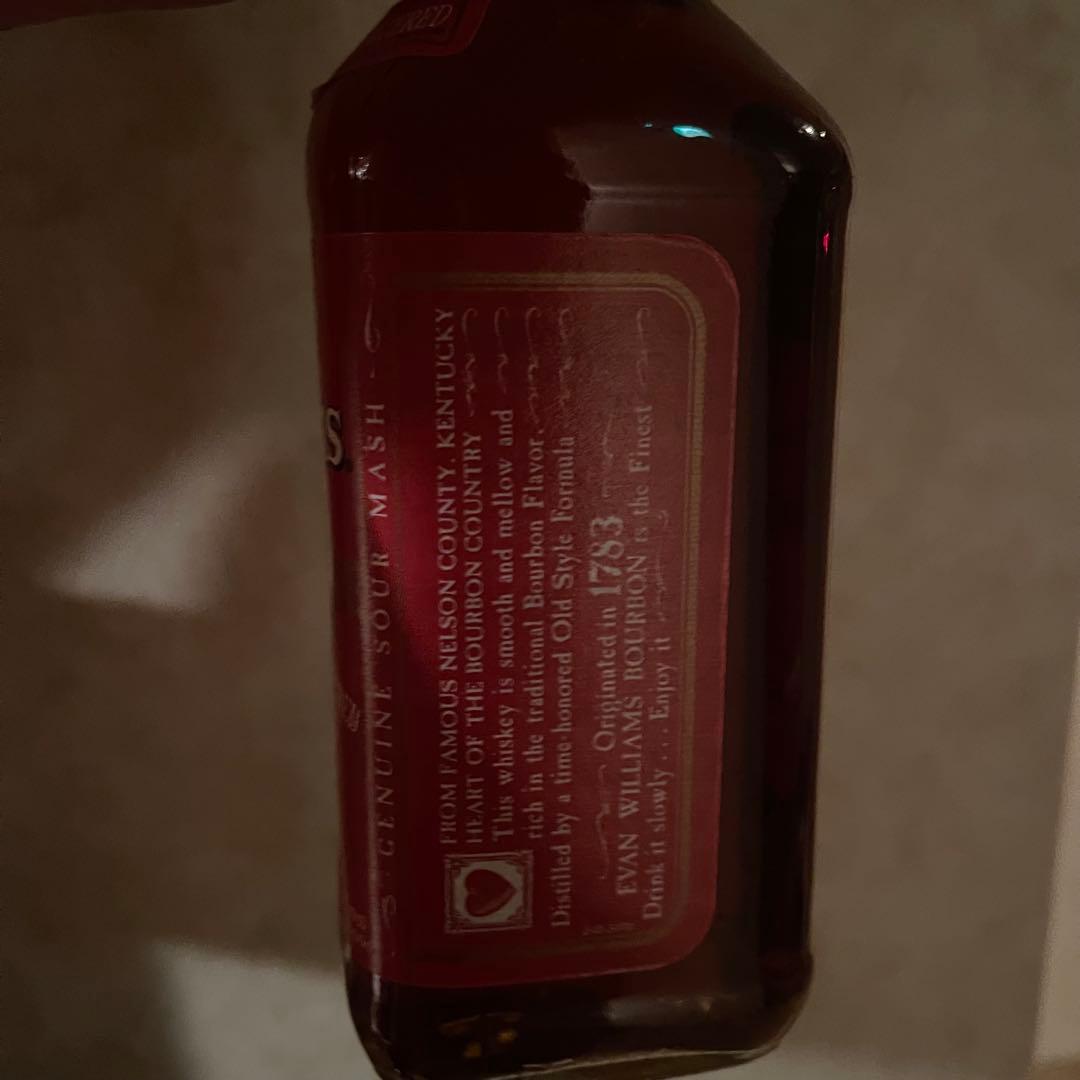 S
GENUINE SOUR MASH
FROM FAMOUS NELSON COUNTY, KENTUCKY
HEART OF THE BOURBON COUNTRY
This whiskey is smooth and mellow and
rich in the traditional Bourbon Flavor.
Distilled by a time-honored Old Style Formula
Originated in 1783
EVAN WILLIAMS BOURBON is the Finest
Drink it slowly . . . Enjoy it